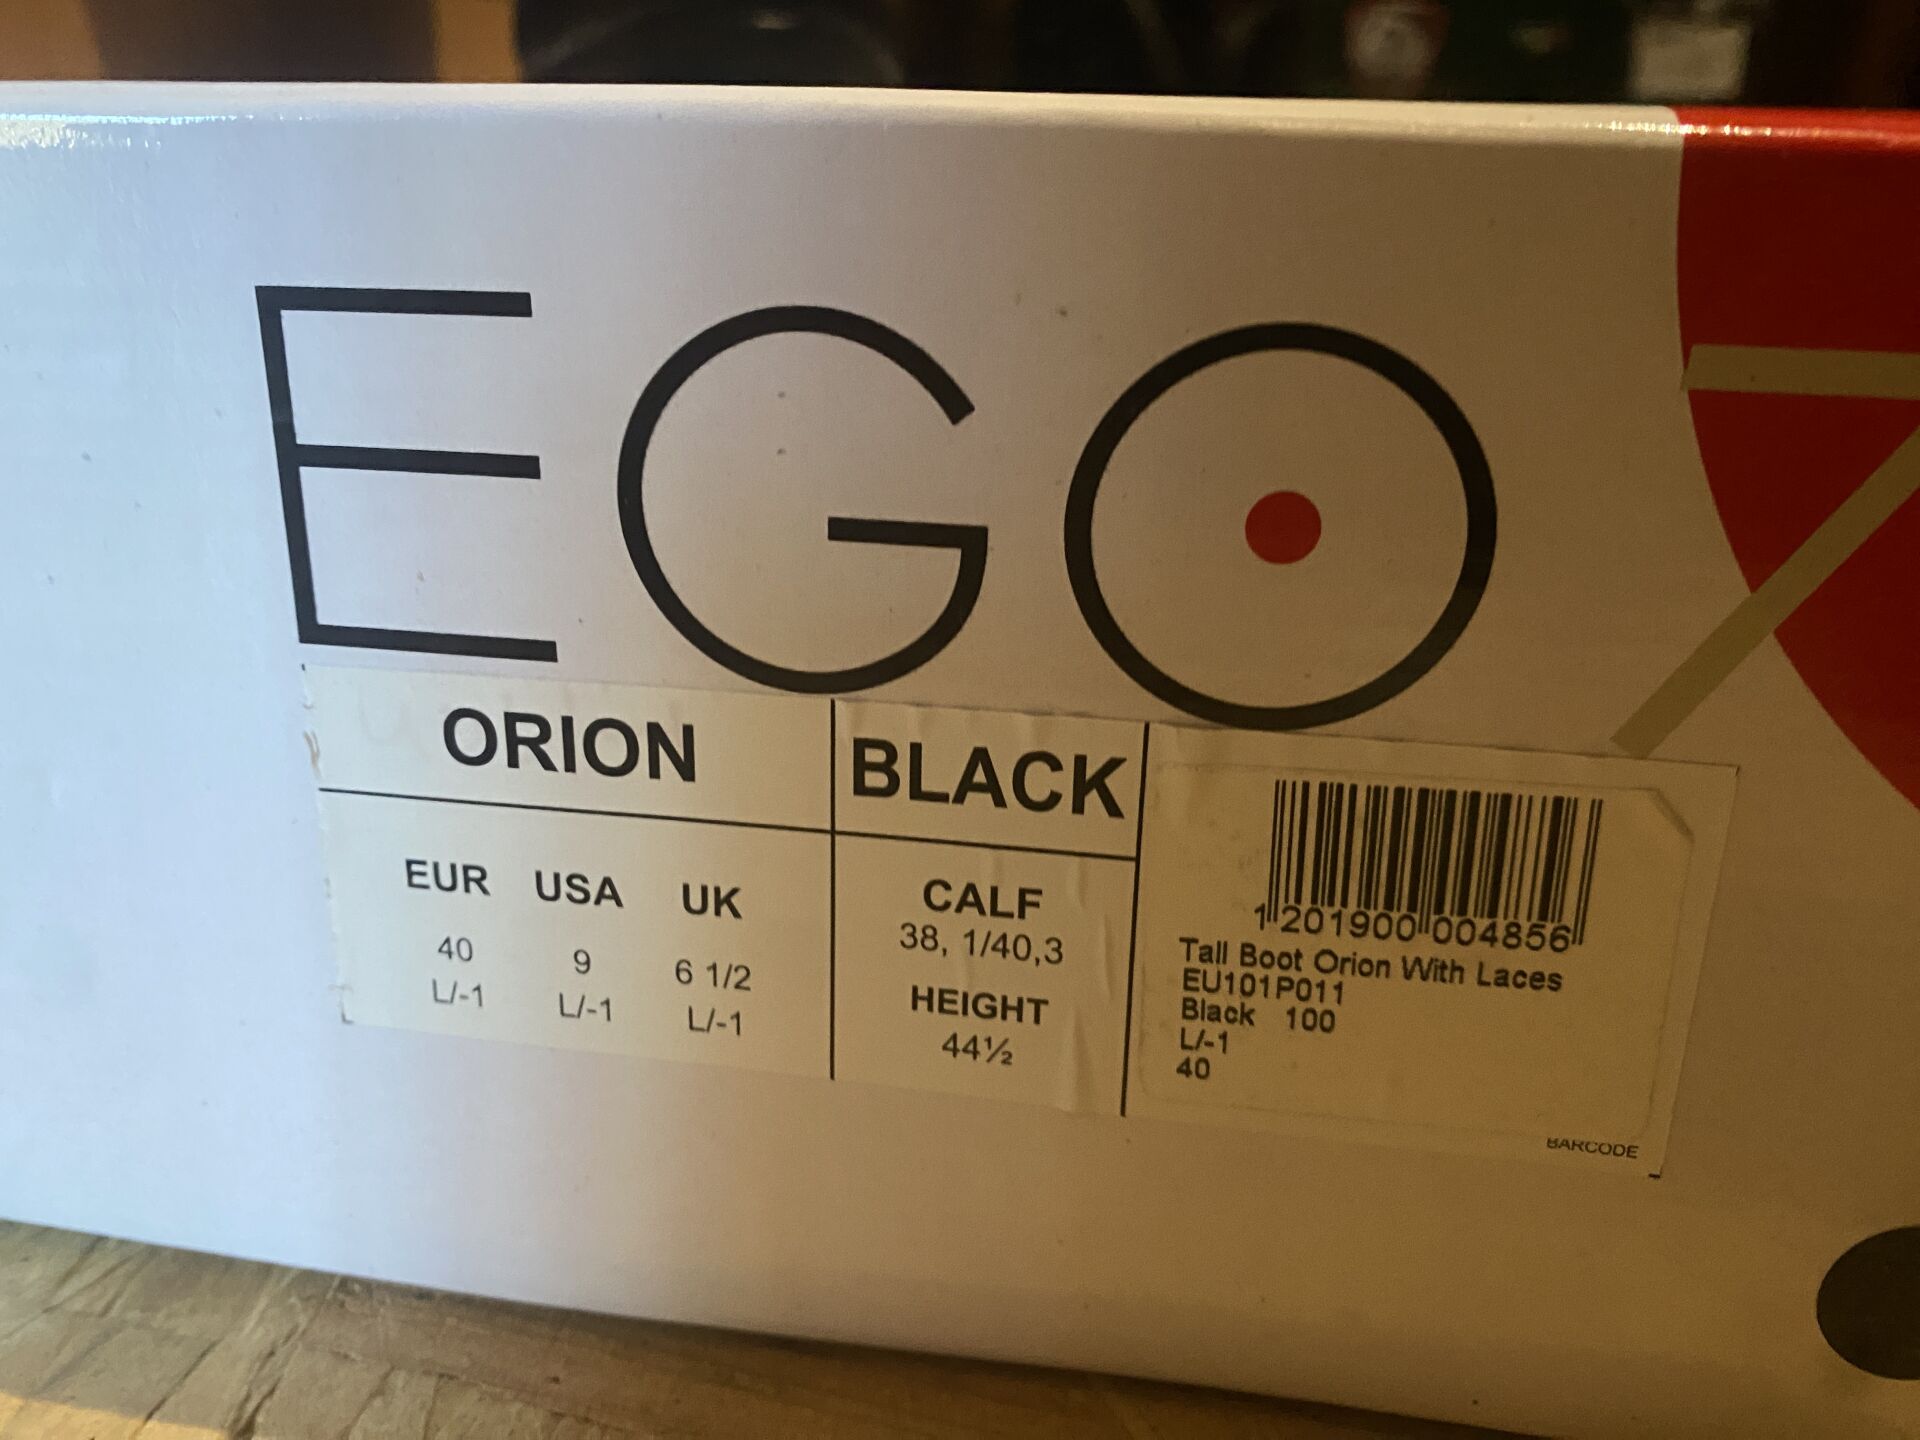 EGO 7
ORION
BLACK
EUR USA UK
40 9 6 1/2
L/-1 L/-1 L/-1
CALF
38, 1/40,3
HEIGHT
44½
1 201900 004856
Tall Boot Orion With Laces
EU101P011
Black 100
L/-1
40
BARCODE